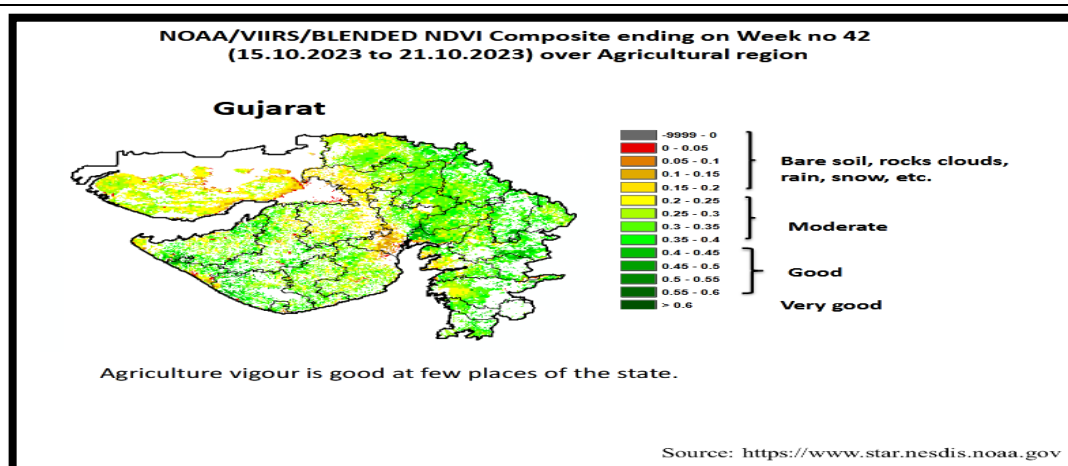 NOAA/VIIRS/BLENDED NDVI Composite ending on Week no 42
(15.10.2023 to 21.10.2023) over Agricultural region
Gujarat
-9999 - 0
0 - 0.05
0.05 - 0.1
0.1 - 0.15
0.15 - 0.2
0.2 - 0.25
0.25 - 0.3
0.3 - 0.35
0.35 - 0.4
0.4 - 0.45
0.45 - 0.5
0.5 - 0.55
0.55 - 0.6
> 0.6
Bare soil, rocks clouds,
rain, snow, etc.
Moderate
Good
Very good
Agriculture vigour is good at few places of the state.
Source: https://www.star.nesdis.noaa.gov